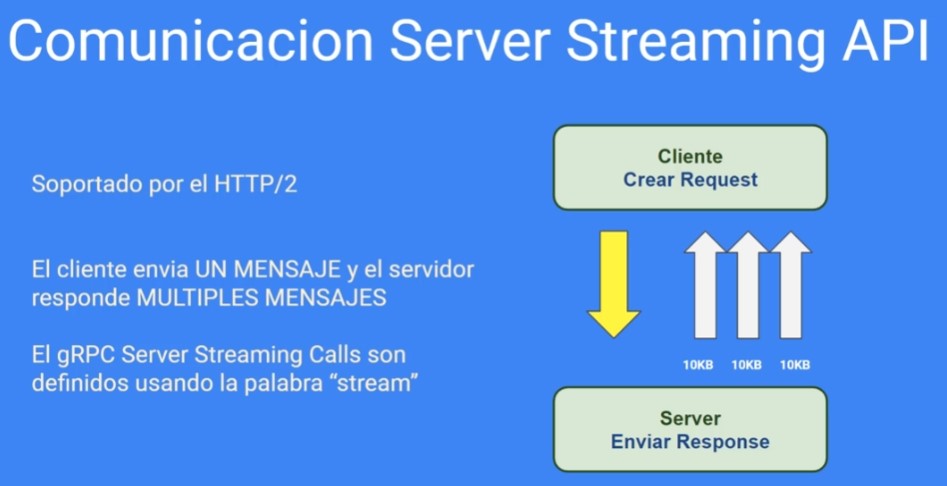 Comunicacion Server Streaming API
Soportado por el HTTP/2
El cliente envia UN MENSAJE y el servidor
responde MULTIPLES MENSAJES
El gRPC Server Streaming Calls son
definidos usando la palabra “stream”
Cliente
Crear Request
10KB 10KB 10KB
Server
Enviar Response